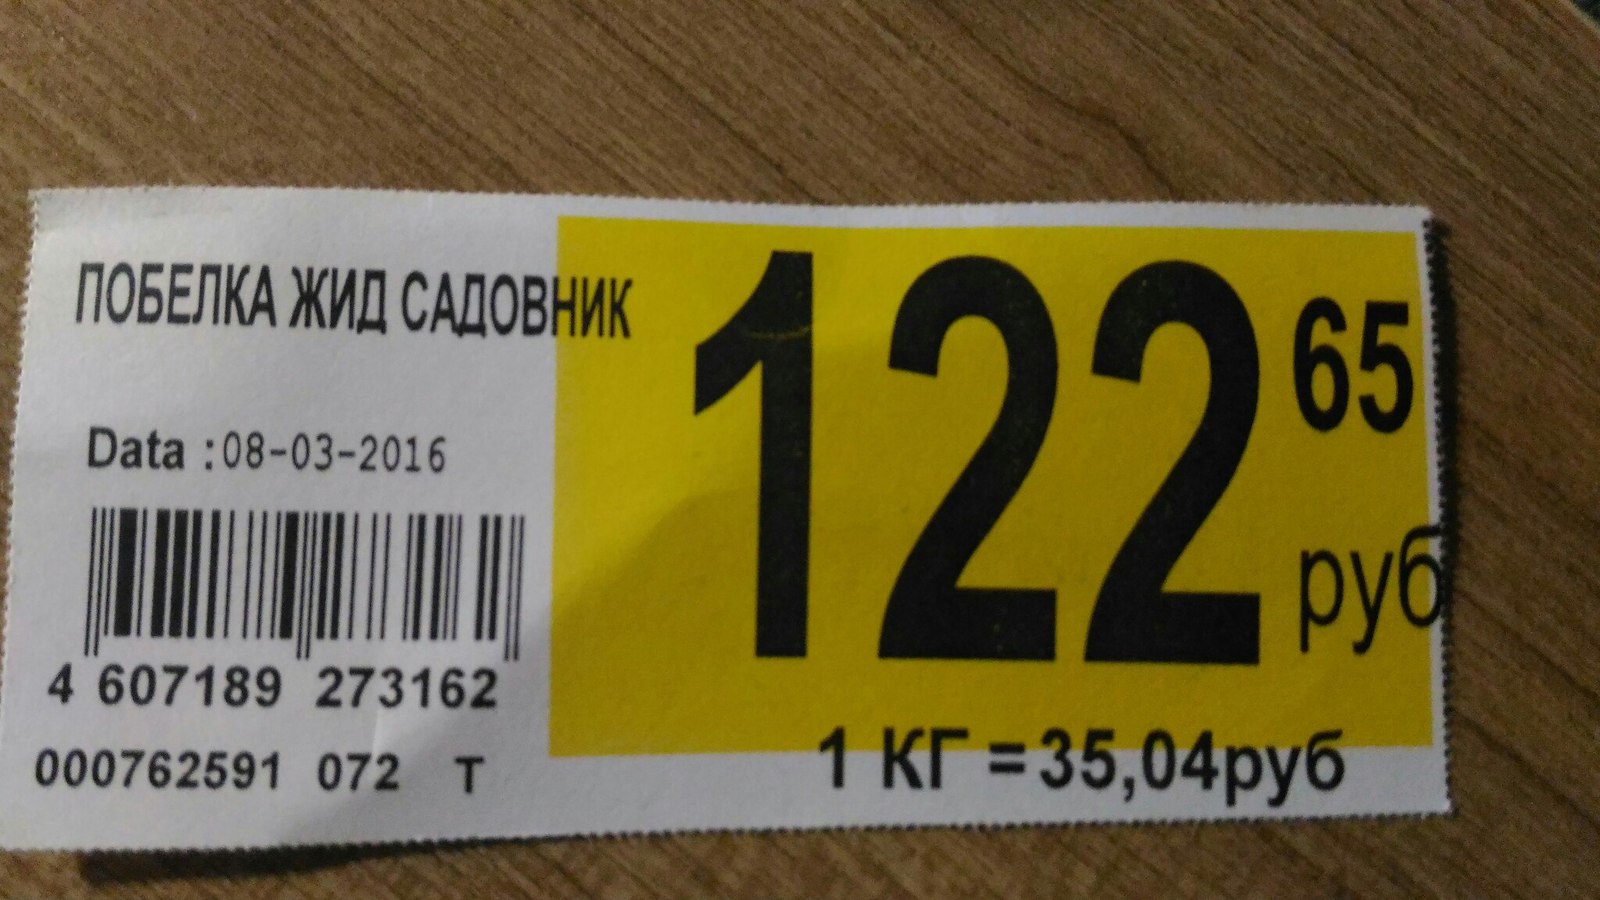 ПОБЕЛКА ЖИД САДОВНИК
122 65
руб
Data :08-03-2016
4 607189 273162
000762591 072 T
1 КГ =35,04руб